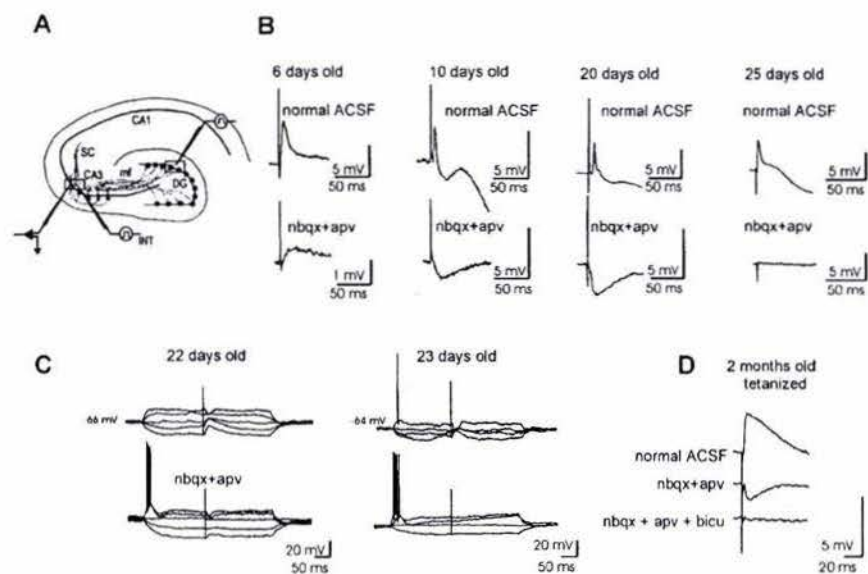 A
CA1
SC
CA3
mf
DG
INT
B
6 days old
normal ACSF
5 mV
50 ms
nbqx+apv
1 mV
50 ms
10 days old
normal ACSF
5 mV
50 ms
nbqx+apv
5 mV
50 ms
20 days old
normal ACSF
5 mV
50 ms
nbqx+apv
5 mV
50 ms
25 days old
normal ACSF
5 mV
50 ms
nbqx+apv
5 mV
50 ms
C
22 days old
-66 mV
nbqx+apv
20 mV
50 ms
23 days old
-64 mV
20 mV
50 ms
D
2 months old
tetanized
normal ACSF
nbqx+apv
nbqx + apv + bicu
5 mV
20 ms